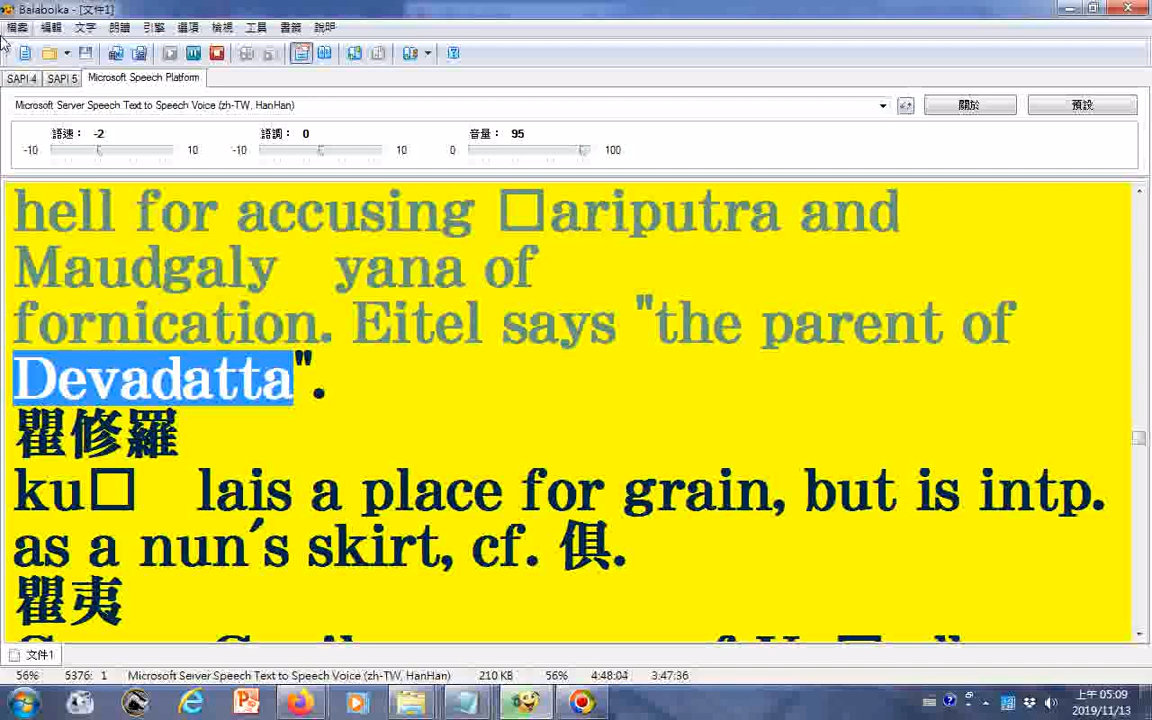 Balabolka - [文件1]
檔案 編輯 文字 朗讀 引擎 選項 檢視 工具 書籤 說明
SAPI 4 SAPI 5 Microsoft Speech Platform
Microsoft Server Speech Text to Speech Voice (zh-TW, HanHan) 關於 預設
語速： -2 語調： 0 音量： 95
-10 10 -10 10 0 100
hell for accusing □ariputra and
Maudgaly yana of
fornication. Eitel says "the parent of
Devadatta".
瞿修羅
ku□ lais a place for grain, but is intp.
as a nun's skirt, cf. 俱.
瞿夷
文件1
56% 5376: 1 Microsoft Server Speech Text to Speech Voice (zh-TW, HanHan) 210 KB 56% 4:48:04 3:47:36
上午 05:09
2019/11/13